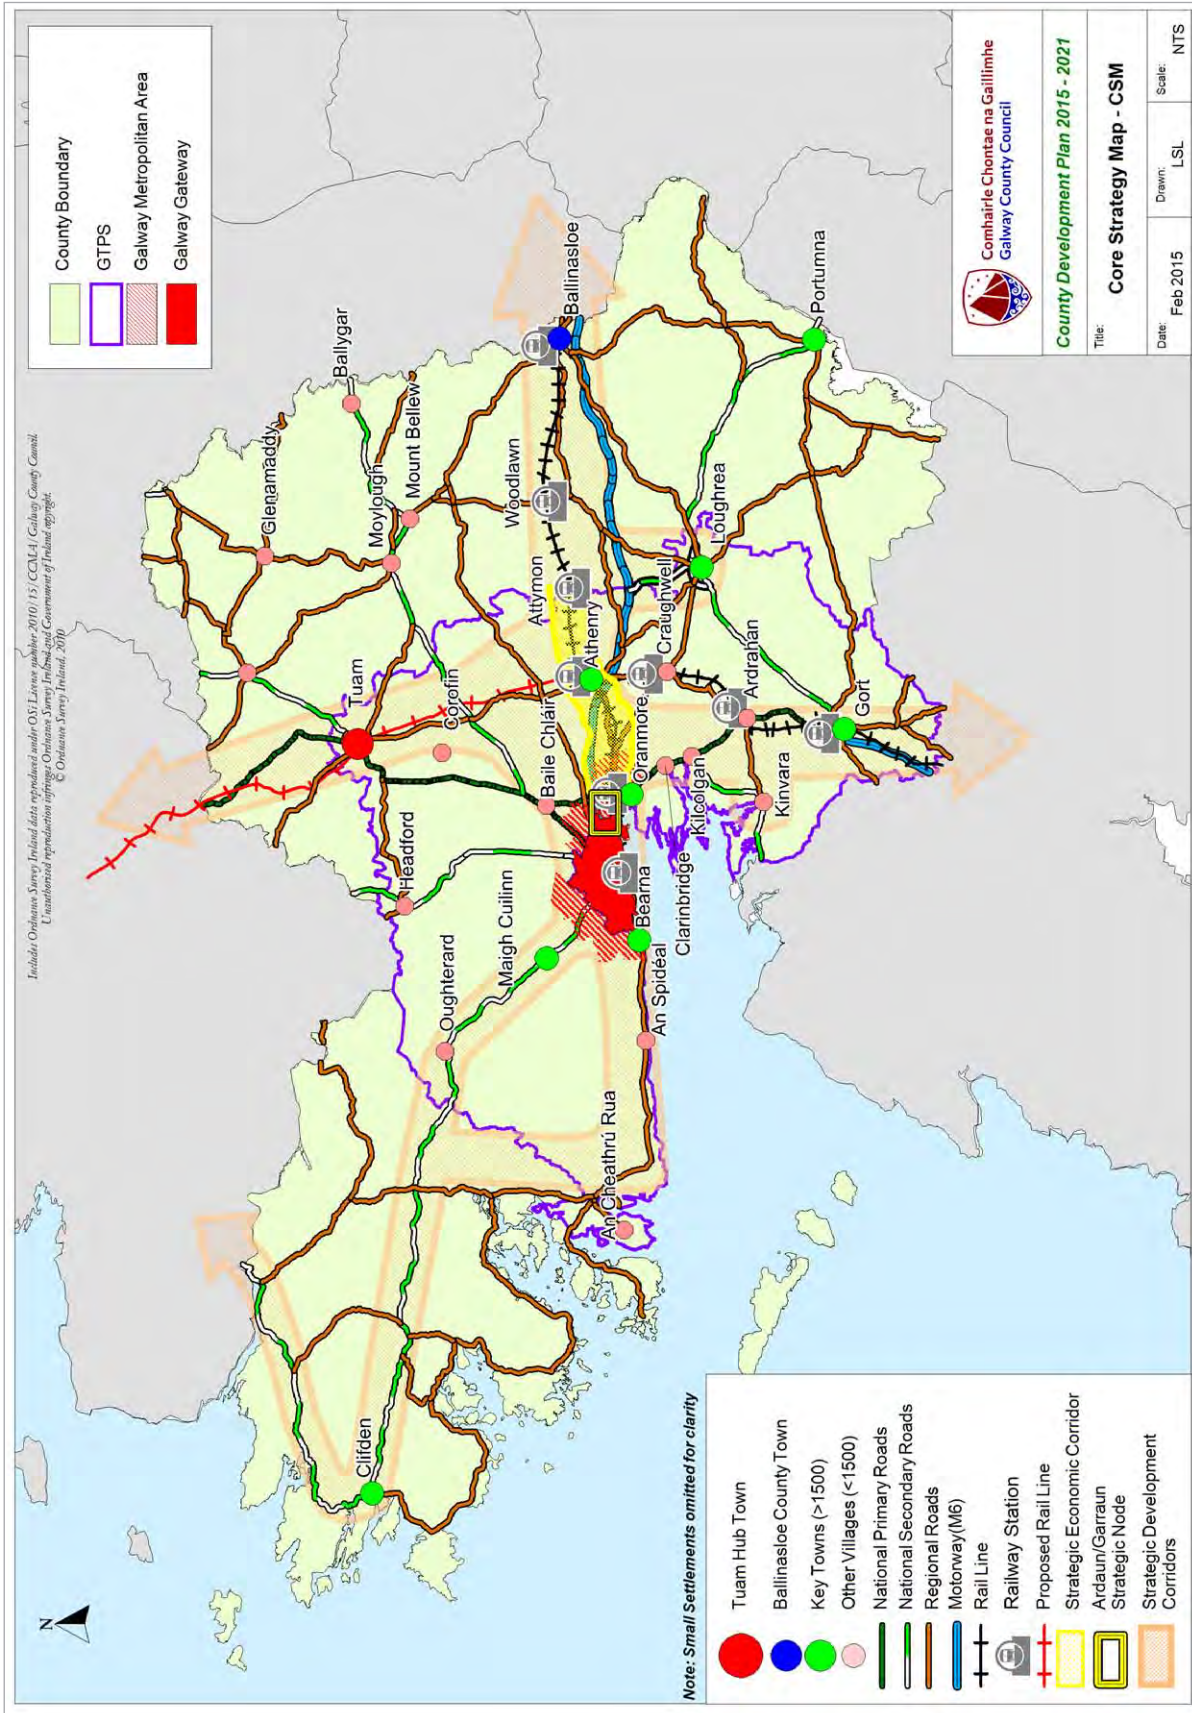 Includes Ordnance Survey Ireland data reproduced under OSi Licence number 2010/15/CCMA/Galway County Council
Unauthorised reproduction infringes Ordnance Survey Ireland and Government of Ireland copyright.
© Ordnance Survey Ireland, 2010
County Boundary
GTPS
Galway Metropolitan Area
Galway Gateway
N
Glenamaddy
Ballygar
Moylough
Mount Bellew
Tuam
Corofin
Headford
Woodlawn
Ballinasloe
Attymon
Athenry
Baile Chláir
Oranmore
Craughwell
Loughrea
Portumna
Oughterard
Maigh Cuilinn
Bearna
An Spidéal
Clarinbridge
Kilcolgan
Ardrahan
Kinvara
Gort
Clifden
An Cheathrú Rua
Note: Small Settlements omitted for clarity
Tuam Hub Town
Ballinasloe County Town
Key Towns (>1500)
Other Villages (<1500)
National Primary Roads
National Secondary Roads
Regional Roads
Motorway(M6)
Rail Line
Railway Station
Proposed Rail Line
Strategic Economic Corridor
Ardaun/Garraun
Strategic Node
Strategic Development
Corridors
Comhairle Chontae na Gaillimhe
Galway County Council
County Development Plan 2015 - 2021
Title:
Core Strategy Map - CSM
Date: Feb 2015
Drawn: LSL
Scale: NTS